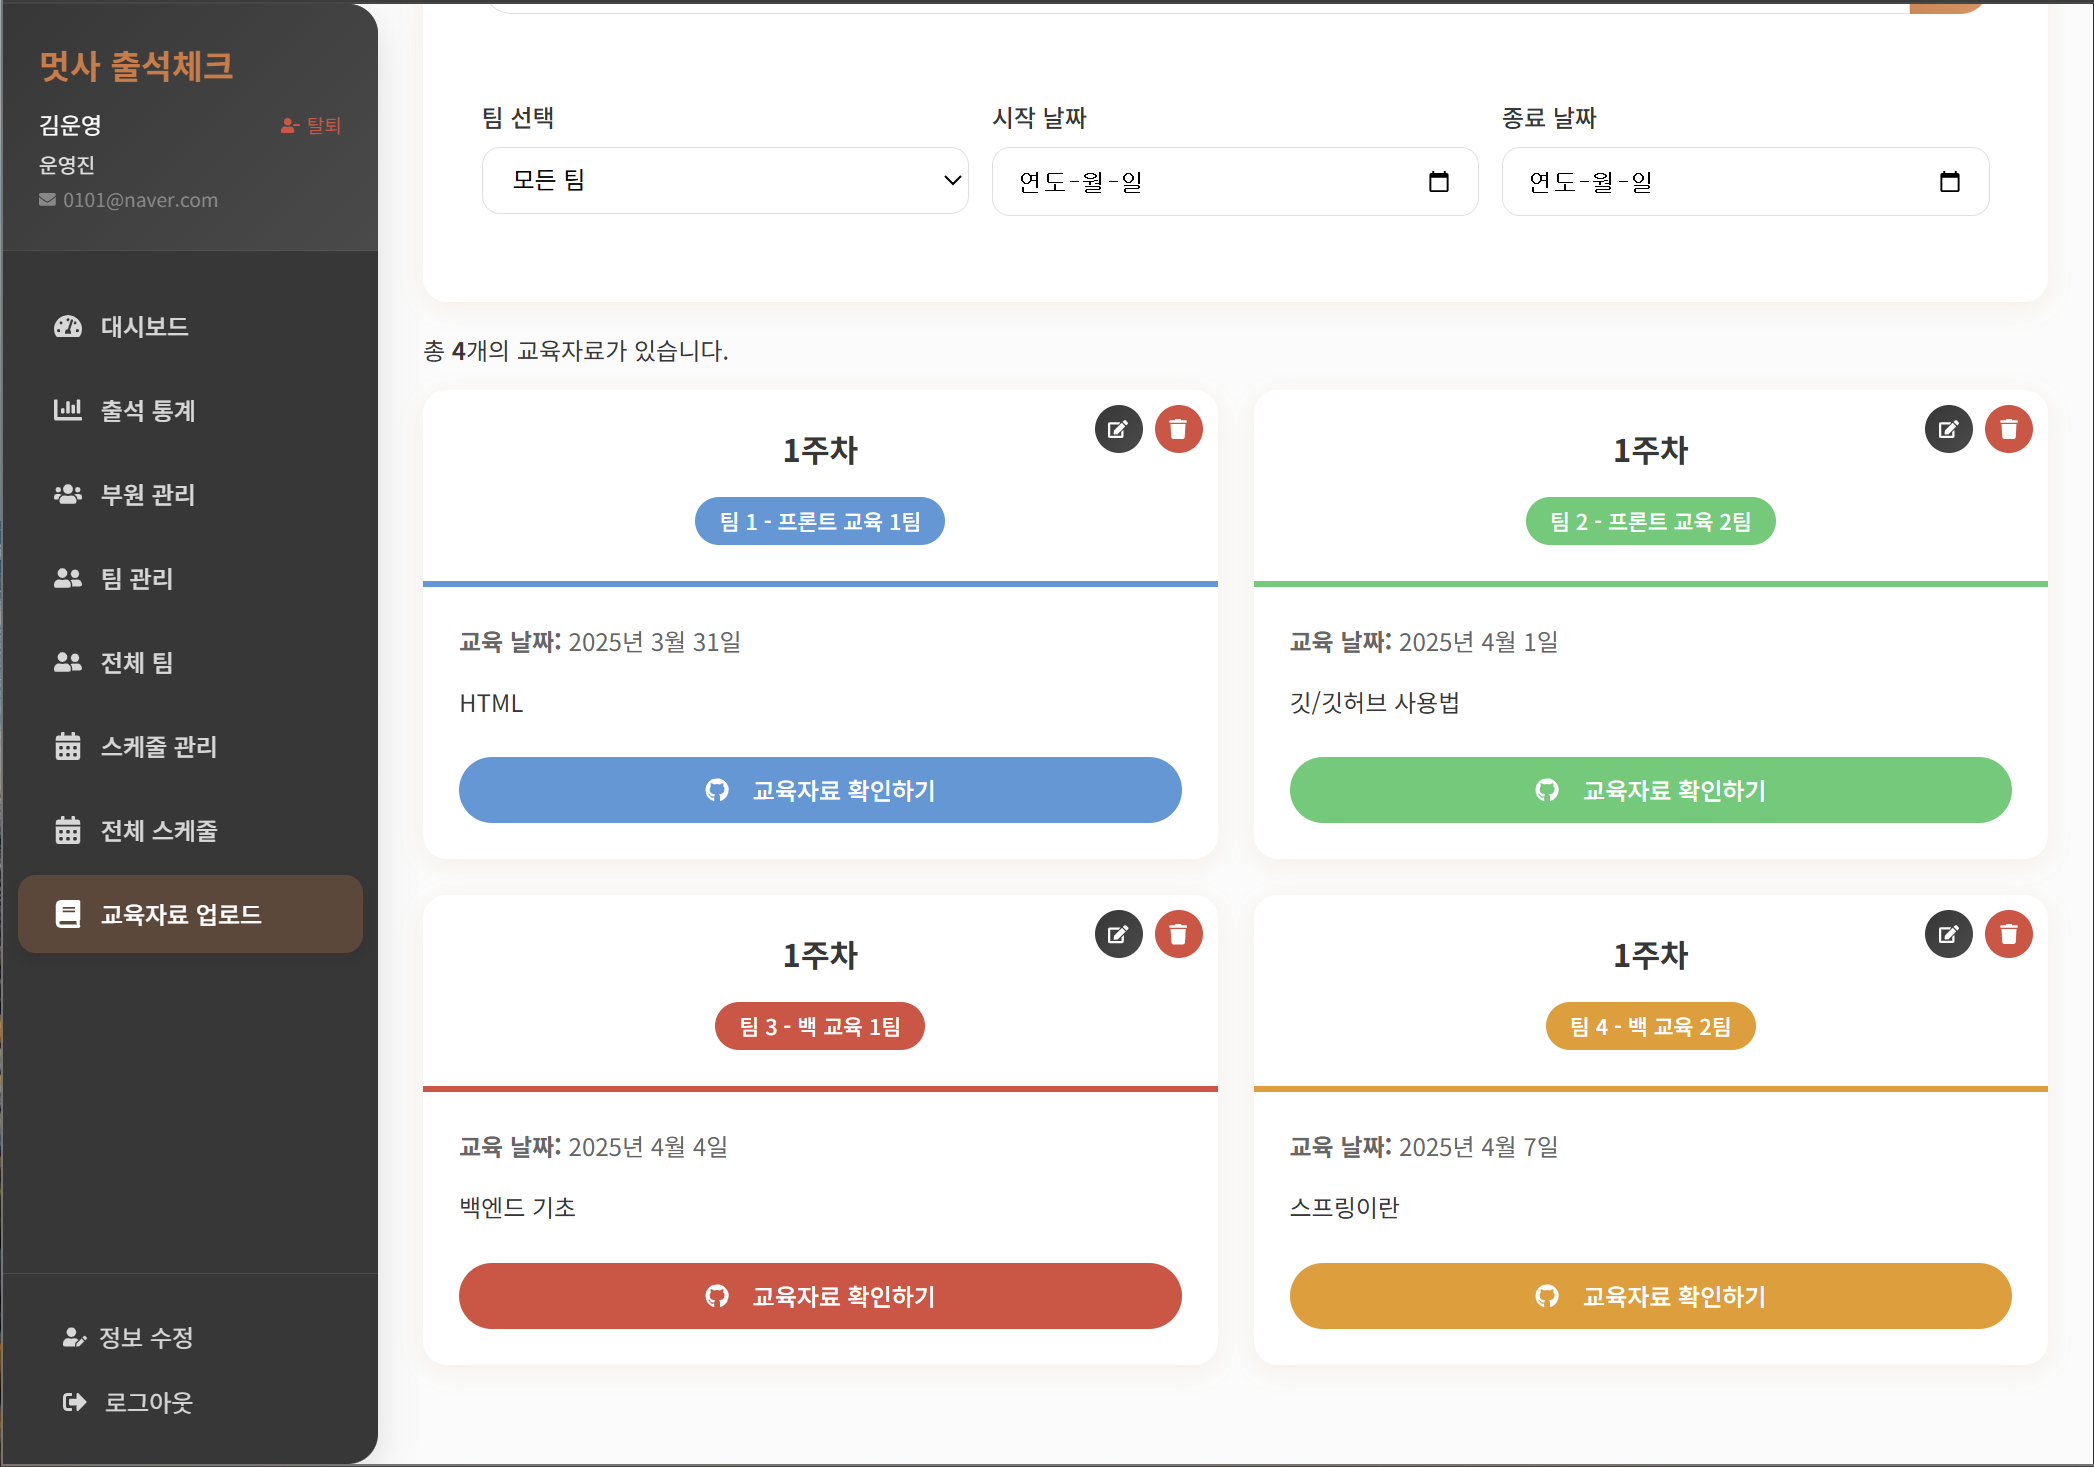 멋사 출석체크
김운영
탈퇴
운영진
0101@naver.com
대시보드
출석 통계
부원 관리
팀 관리
전체 팀
스케줄 관리
전체 스케줄
교육자료 업로드
정보 수정
로그아웃
팀 선택
시작 날짜
종료 날짜
모든 팀
연도-월-일
연도-월-일
총 4개의 교육자료가 있습니다.
1주차
팀 1 - 프론트 교육 1팀
교육 날짜: 2025년 3월 31일
HTML
교육자료 확인하기
1주차
팀 2 - 프론트 교육 2팀
교육 날짜: 2025년 4월 1일
깃/깃허브 사용법
교육자료 확인하기
1주차
팀 3 - 백 교육 1팀
교육 날짜: 2025년 4월 4일
백엔드 기초
교육자료 확인하기
1주차
팀 4 - 백 교육 2팀
교육 날짜: 2025년 4월 7일
스프링이란
교육자료 확인하기